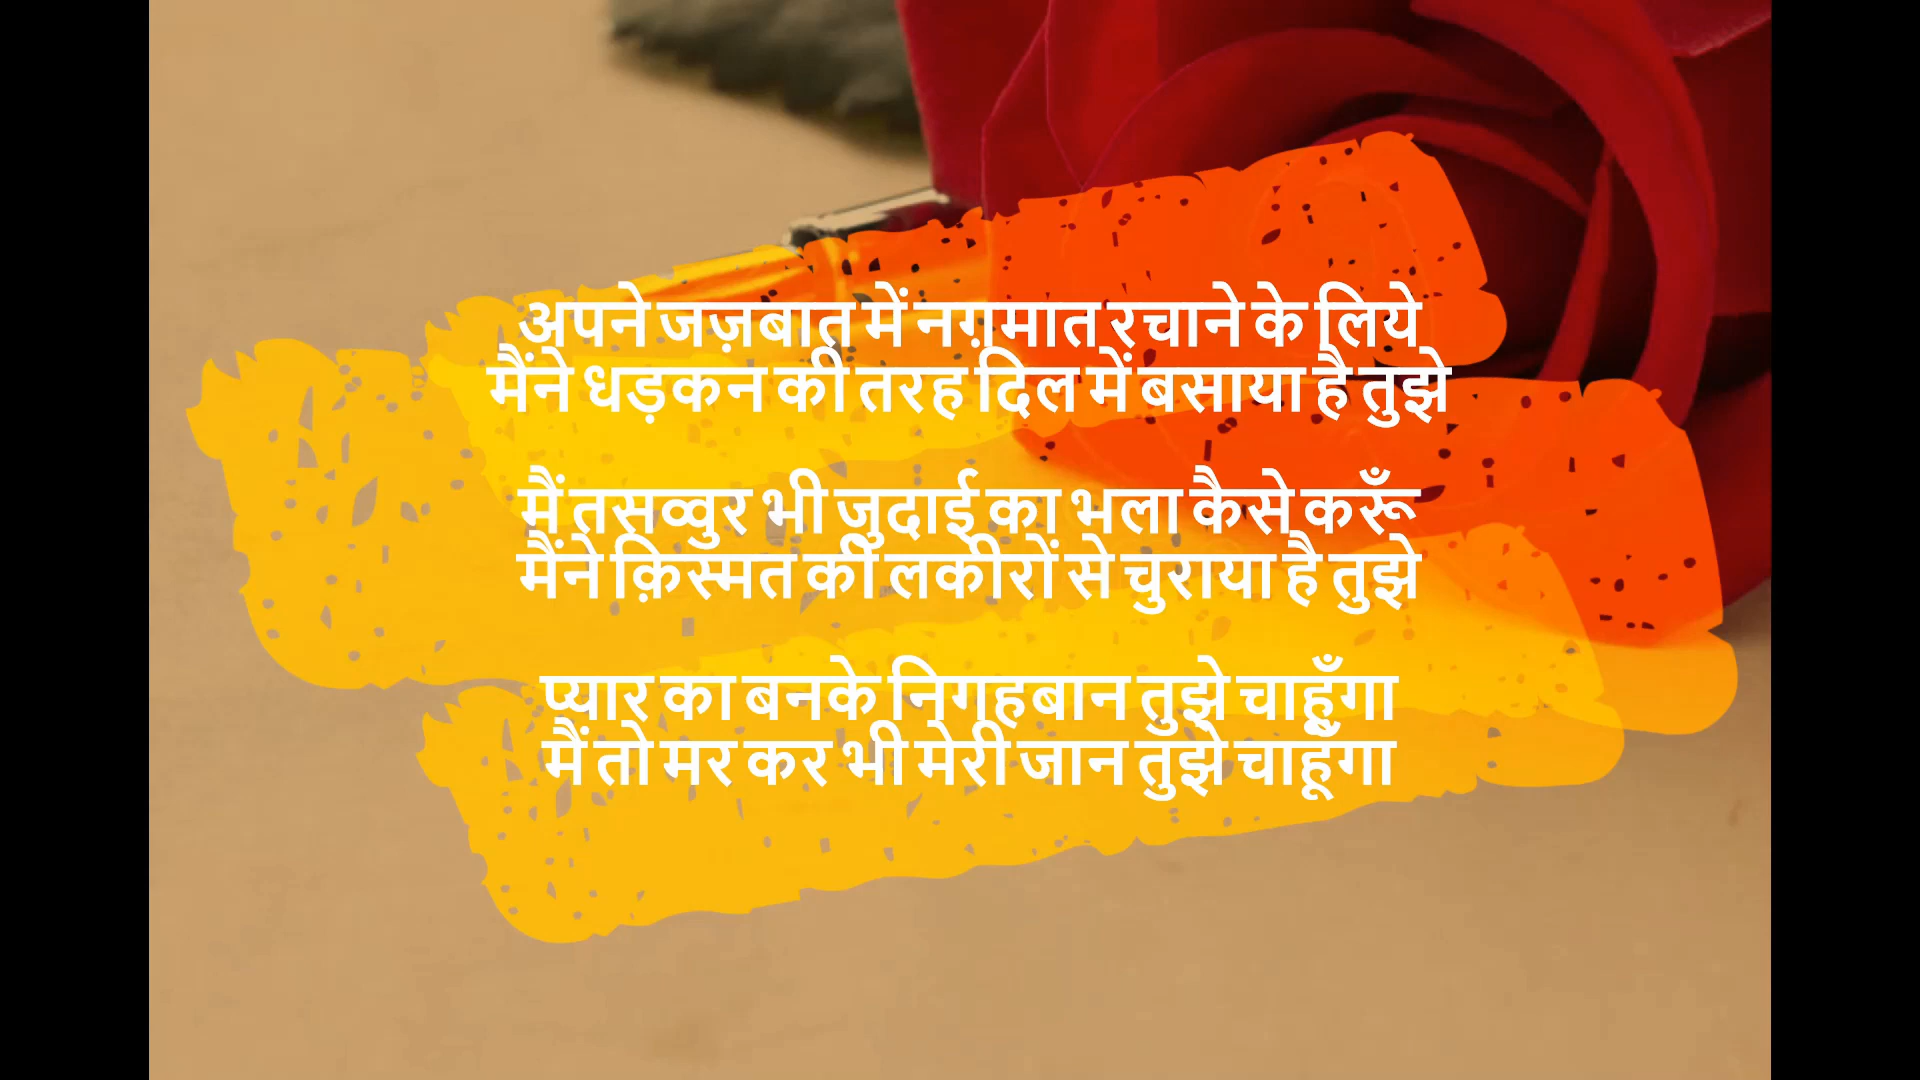 अपने जज़बात में नग़मात रचाने के लिये
मैंने धड़कन की तरह दिल में बसाया है तुझे
मैं तसव्वुर भी जुदाई का भला कैसे करूँ
मैंने क़िस्मत की लकीरों से चुराया है तुझे
प्यार का बनके निगहबान तुझे चाहूँगा
मैं तो मर कर भी मेरी जान तुझे चाहूँगा